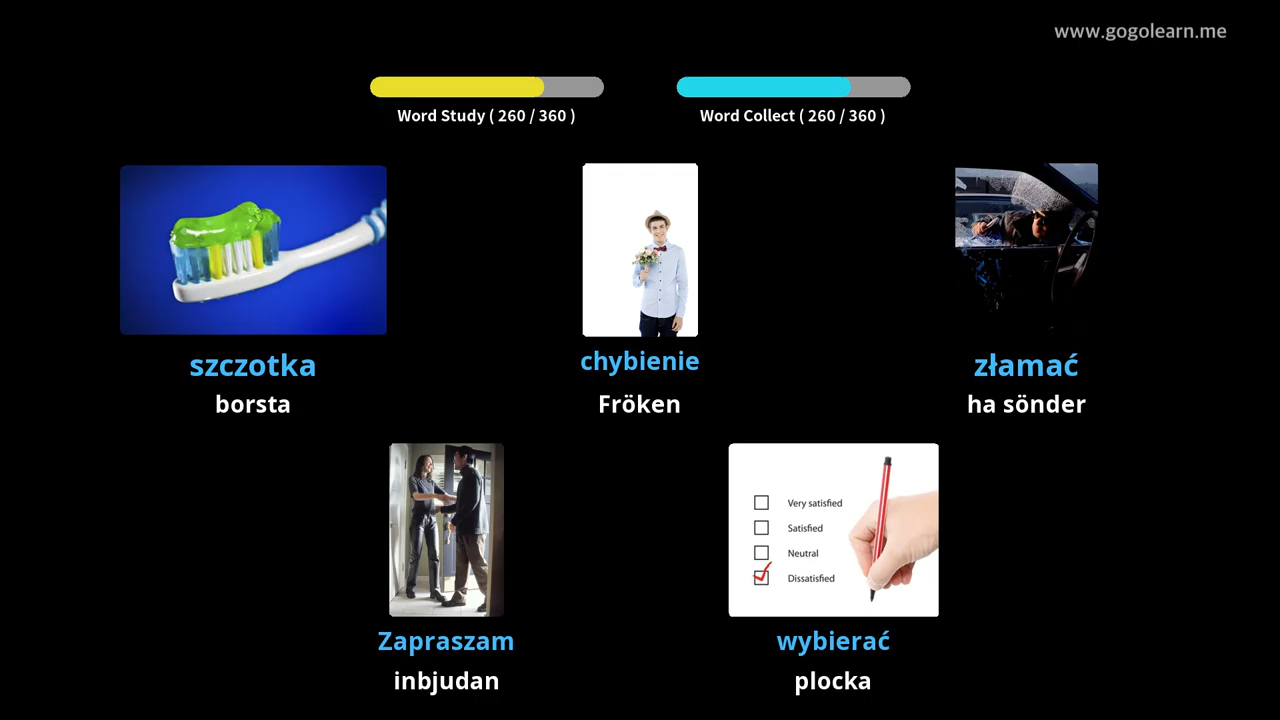 www.gogolearn.me
Word Study ( 260 / 360 )
Word Collect ( 260 / 360 )
szczotka
borsta
chybienie
Fröken
złamać
ha sönder
Very satisfied
Satisfied
Neutral
Dissatisfied
Zapraszam
inbjudan
wybierać
plocka